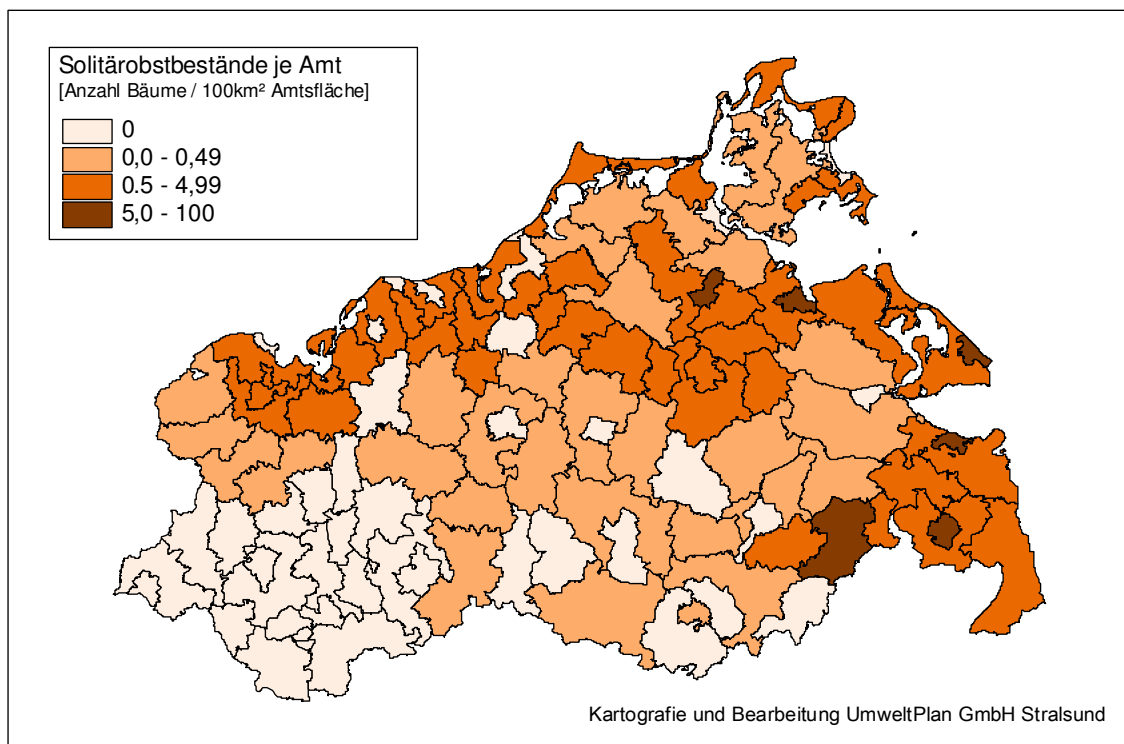 Solitärobstbestände je Amt
[Anzahl Bäume / 100km² Amtsfläche]
0
0,0 - 0,49
0.5 - 4,99
5,0 - 100
Kartografie und Bearbeitung UmweltPlan GmbH Stralsund